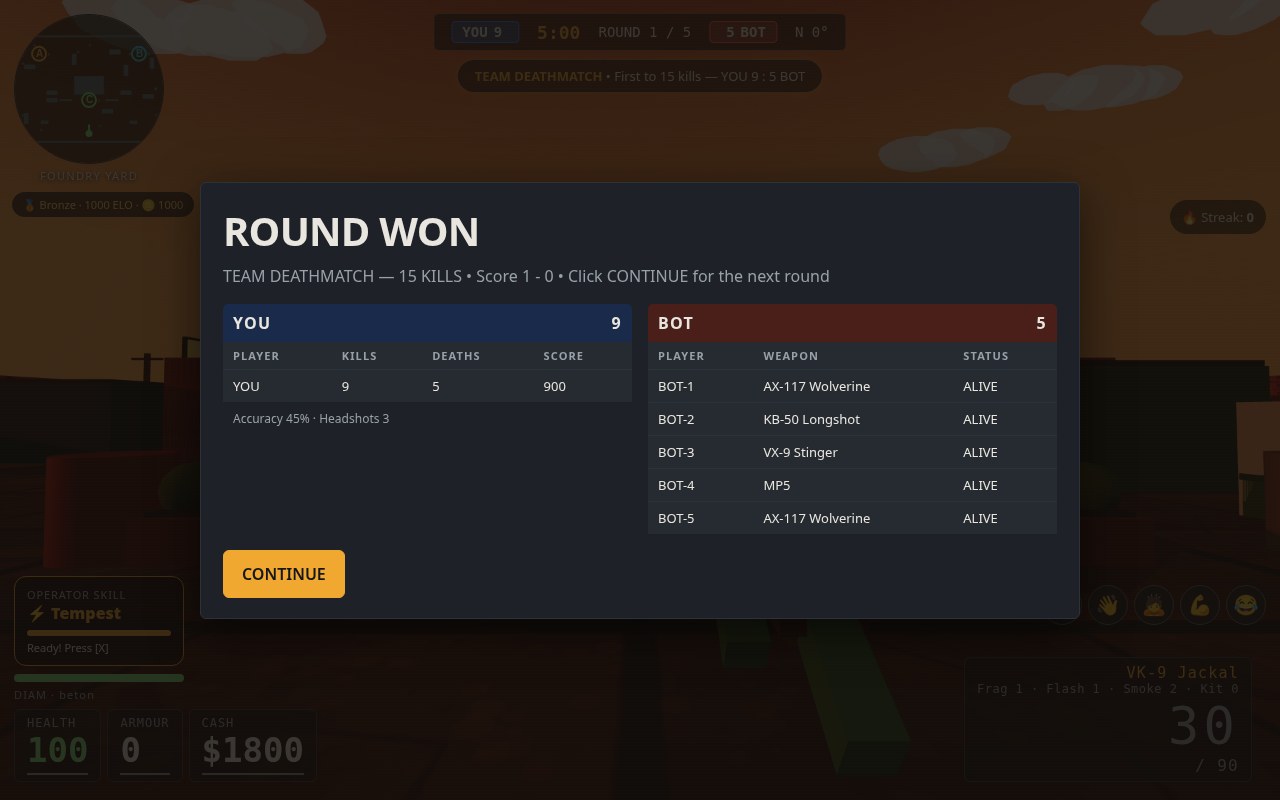 YOU 9 5:00 ROUND 1 / 5 5 BOT N 0°
TEAM DEATHMATCH • First to 15 kills — YOU 9 : 5 BOT
A
B
C
FOUNDRY YARD
Bronze · 1000 ELO · 1000
Streak: 0
ROUND WON
TEAM DEATHMATCH — 15 KILLS • Score 1 - 0 • Click CONTINUE for the next round
YOU 9
PLAYER KILLS DEATHS SCORE
YOU 9 5 900
Accuracy 45% · Headshots 3
BOT 5
PLAYER WEAPON STATUS
BOT-1 AX-117 Wolverine ALIVE
BOT-2 KB-50 Longshot ALIVE
BOT-3 VX-9 Stinger ALIVE
BOT-4 MP5 ALIVE
BOT-5 AX-117 Wolverine ALIVE
CONTINUE
OPERATOR SKILL
⚡ Tempest
Ready! Press [X]
DIAM · beton
HEALTH
100
ARMOUR
0
CASH
$1800
VK-9 Jackal
Frag 1 · Flash 1 · Smoke 2 · Kit 0
30
/ 90